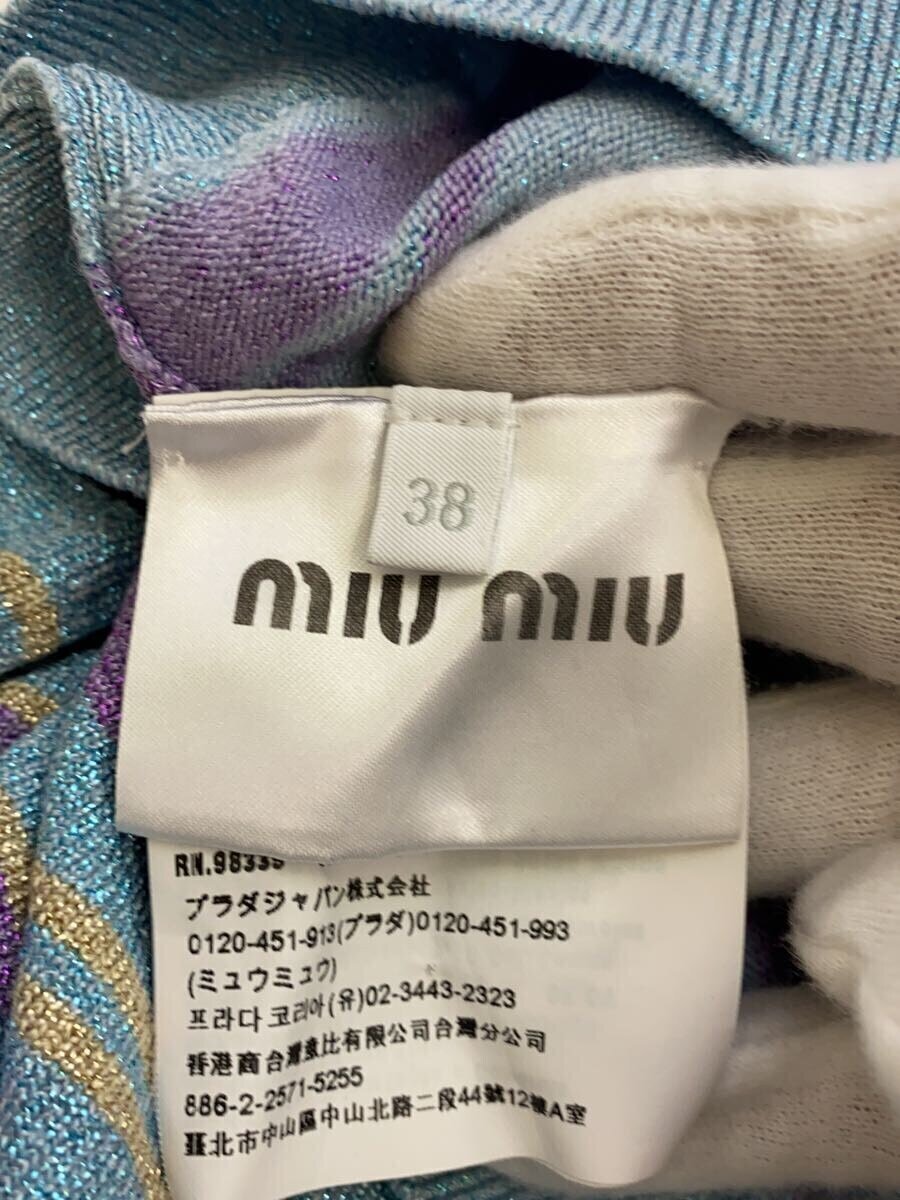 38
miu miu
RN.98339
プラダジャパン株式会社
0120-451-913(プラダ)0120-451-993
(ミュウミュウ)
프라다 코리아(유)02-3443-2323
香港商台灣意比有限公司台灣分公司
886-2-2571-5255
臺北市中山區中山北路二段44號12樓A室